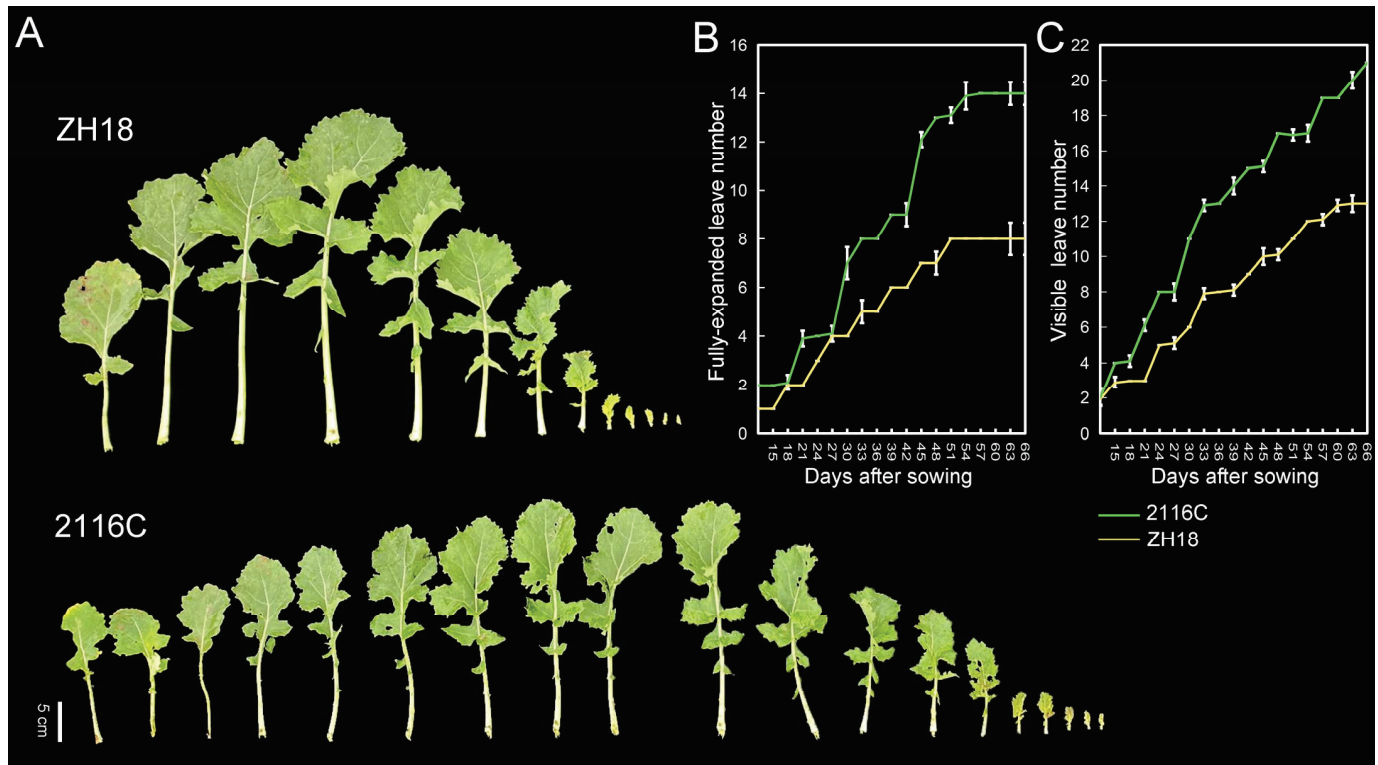 A
ZH18
2116C
5 cm
B
Fully-expanded leave number
16
14
12
10
8
6
4
2
0
15 18 21 24 27 30 33 36 39 42 45 48 51 54 57 60 63 66
Days after sowing
C
Visible leave number
22
20
18
16
14
12
10
8
6
4
2
0
15 18 21 24 27 30 33 36 39 42 45 48 51 54 57 60 63 66
Days after sowing
2116C
ZH18